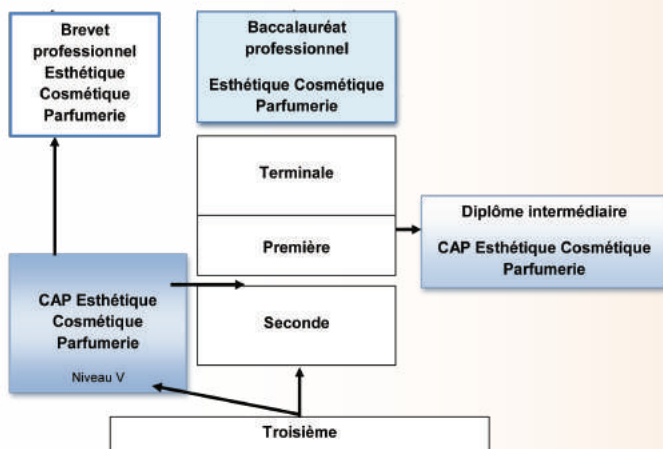 Brevet
professionnel
Esthétique
Cosmétique
Parfumerie
Baccalauréat
professionnel
Esthétique Cosmétique
Parfumerie
Terminale
Première
Diplôme intermédiaire
CAP Esthétique Cosmétique
Parfumerie
CAP Esthétique
Cosmétique
Parfumerie
Niveau V
Seconde
Troisième